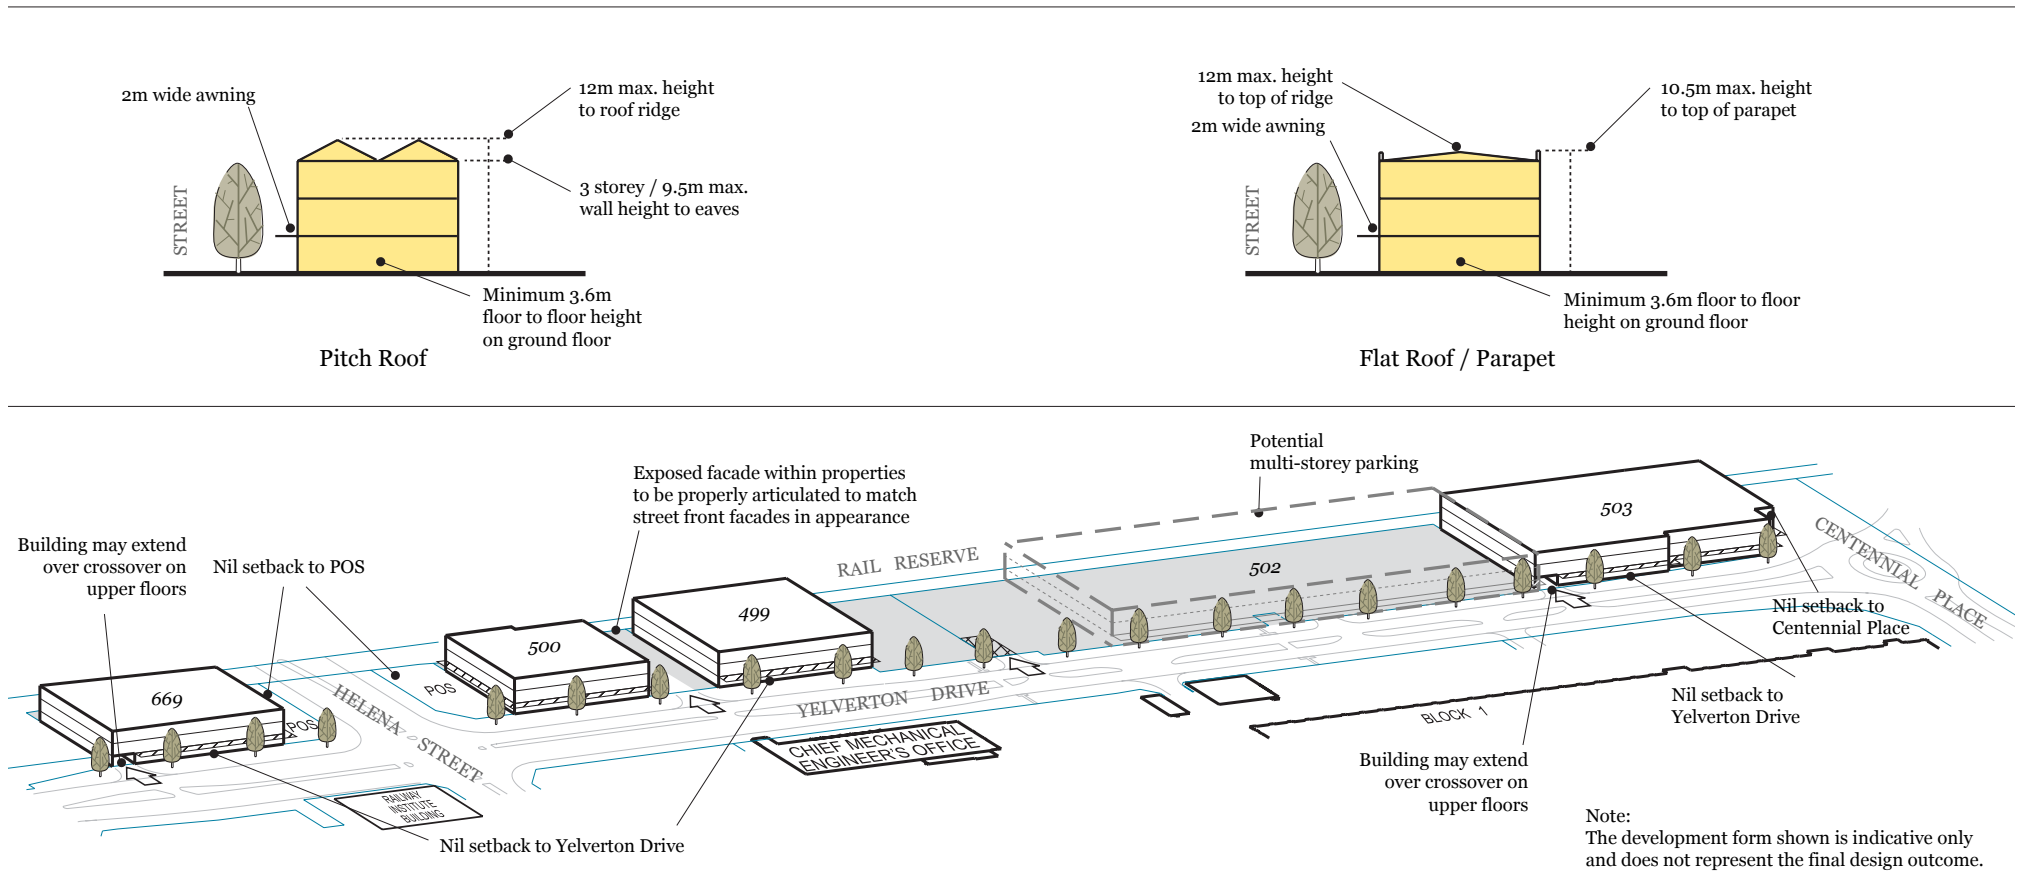 2m wide awning
12m max. height
to roof ridge
STREET
3 storey / 9.5m max.
wall height to eaves
Minimum 3.6m
floor to floor height
on ground floor
Pitch Roof
12m max. height
to top of ridge
2m wide awning
10.5m max. height
to top of parapet
STREET
Minimum 3.6m floor to floor
height on ground floor
Flat Roof / Parapet
Potential
multi-storey parking
Exposed facade within properties
to be properly articulated to match
street front facades in appearance
Building may extend
over crossover on
upper floors
Nil setback to POS
RAIL RESERVE
503
502
499
500
669
POS
POS
HELENA STREET
YELVERTON DRIVE
CENTENNIAL PLACE
Nil setback to
Centennial Place
Nil setback to
Yelverton Drive
BLOCK 1
CHIEF MECHANICAL
ENGINEER'S OFFICE
RAILWAY
INSTITUTE
BUILDING
Nil setback to Yelverton Drive
Building may extend
over crossover on
upper floors
Note:
The development form shown is indicative only
and does not represent the final design outcome.